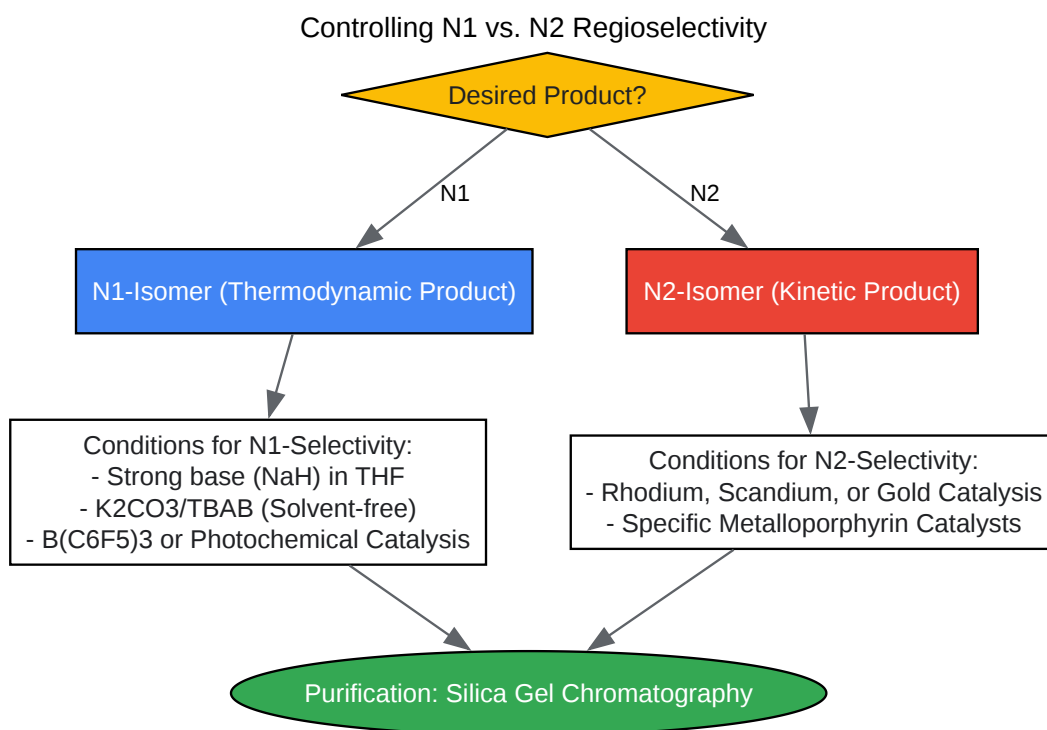 Controlling N1 vs. N2 Regioselectivity
Desired Product?
N1
N2
N1-Isomer (Thermodynamic Product)
N2-Isomer (Kinetic Product)
Conditions for N1-Selectivity:
- Strong base (NaH) in THF
- K2CO3/TBAB (Solvent-free)
- B(C6F5)3 or Photochemical Catalysis
Conditions for N2-Selectivity:
- Rhodium, Scandium, or Gold Catalysis
- Specific Metalloporphyrin Catalysts
Purification: Silica Gel Chromatography